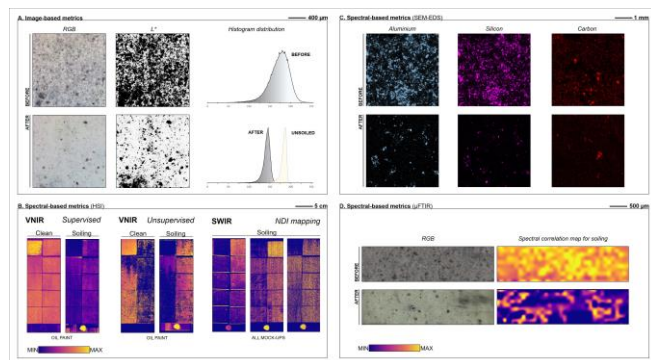 A. Image-based metrics 400 µm
RGB L* Histogram distribution
BEFORE
BEFORE
AFTER
AFTER UNSOILED
B. Spectral-based metrics (HSI) 5 cm
VNIR Supervised VNIR Unsupervised SWIR NDI mapping
Clean Soiling Clean Soiling Soiling
OIL PAINT OIL PAINT ALL MOCK-UPS
MIN MAX
C. Spectral-based metrics (SEM-EDS) 1 mm
Aluminium Silicon Carbon
BEFORE
AFTER
D. Spectral-based metrics (µFTIR) 500 µm
RGB Spectral correlation map for soiling
BEFORE
AFTER
MIN MAX